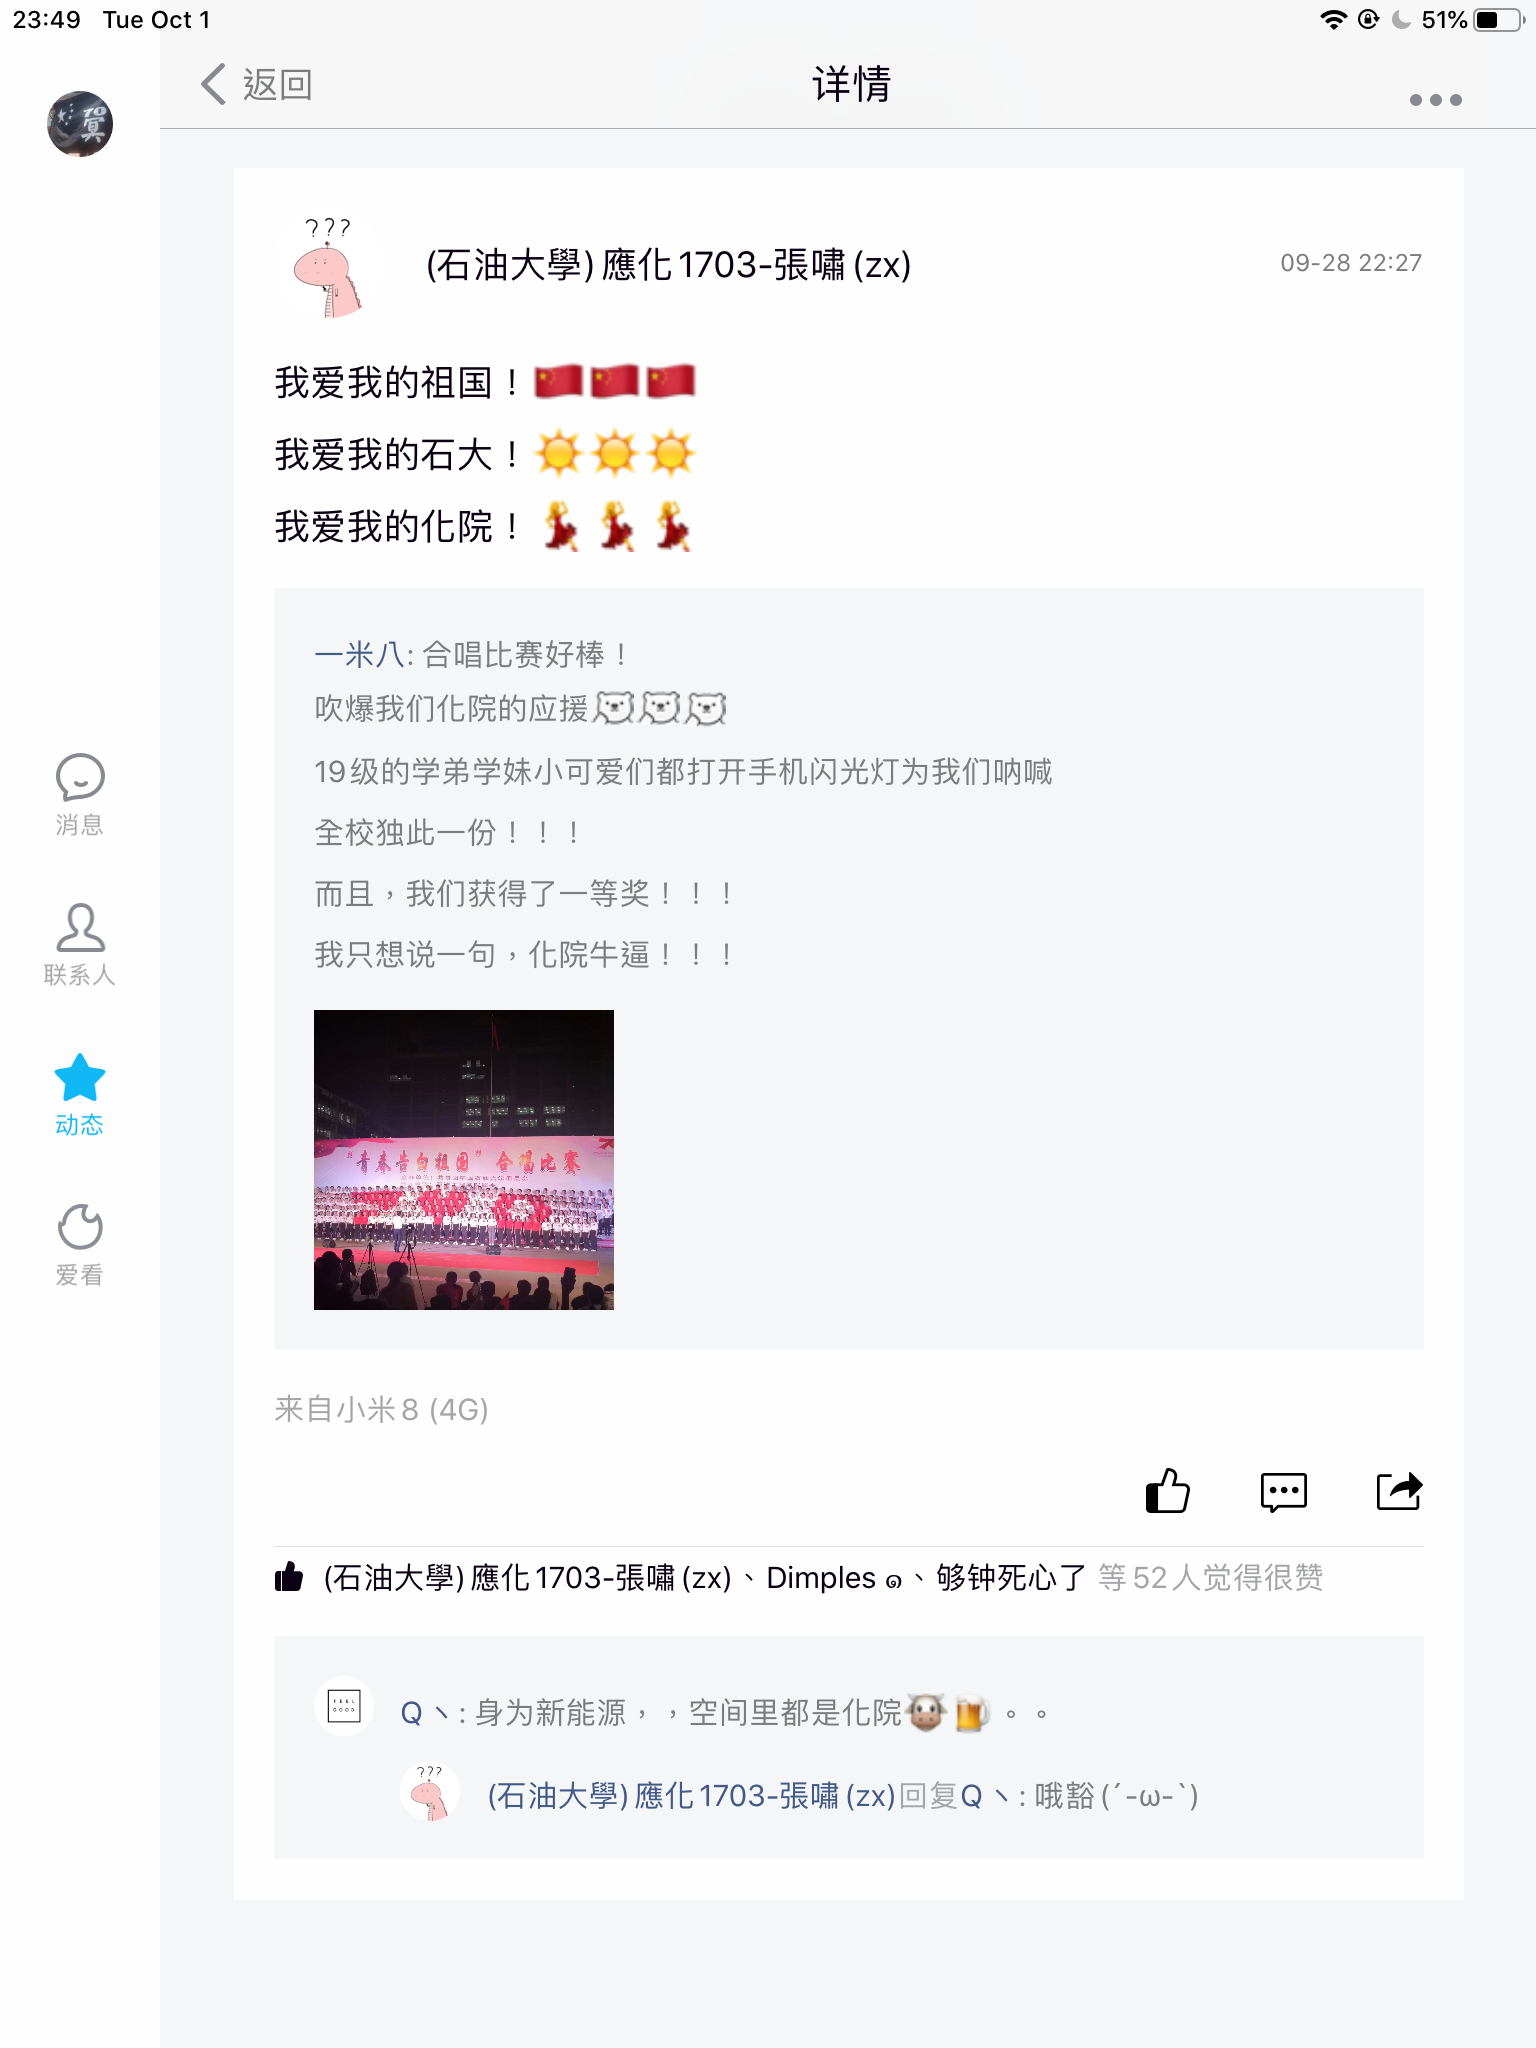 23:49 Tue Oct 1
51%
返回
详情
???
(石油大學)應化1703-張嘯(zx)
09-28 22:27
我爱我的祖国！🇨🇳🇨🇳🇨🇳
我爱我的石大！☀️☀️☀️
我爱我的化院！💃💃💃
一米八: 合唱比赛好棒！
吹爆我们化院的应援
19级的学弟学妹小可爱们都打开手机闪光灯为我们呐喊
全校独此一份！！！
而且，我们获得了一等奖！！！
我只想说一句，化院牛逼！！！
"青春告白祖国" 合唱比赛
消息
联系人
动态
爱看
来自小米8 (4G)
(石油大學)應化1703-張嘯(zx)、Dimples ๑、够钟死心了 等52人觉得很赞
FEEL
GOOD
Q丶: 身为新能源，，空间里都是化院🐮🍺。。
???
(石油大學)應化1703-張嘯(zx)回复Q丶: 哦豁(´-ω-`)